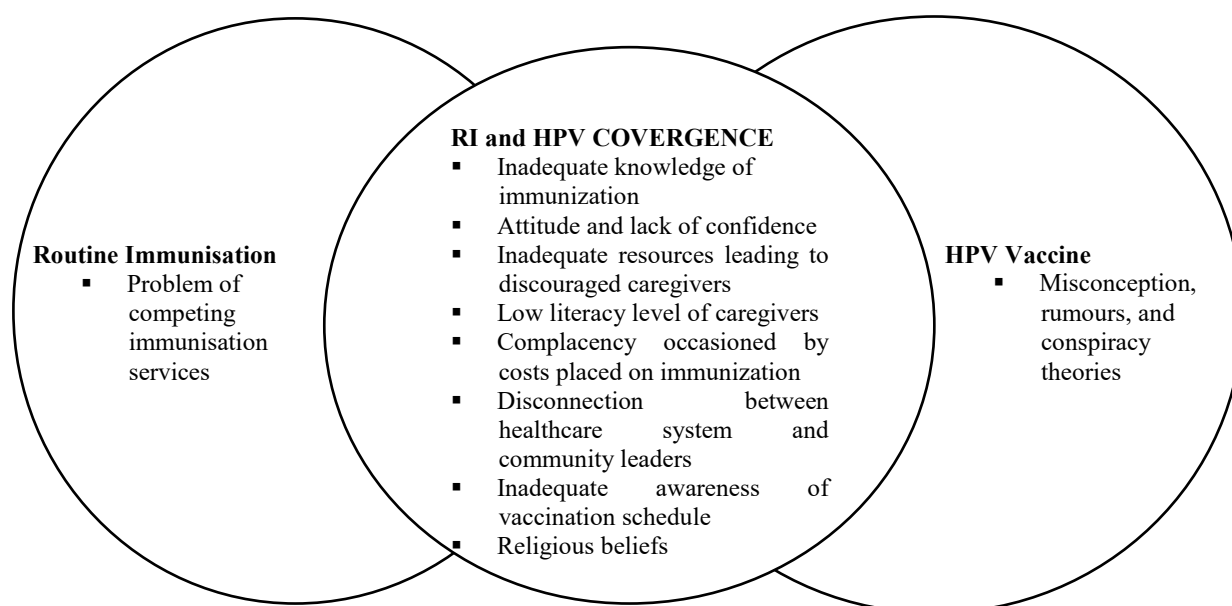 RI and HPV COVERGENCE
▪ Inadequate knowledge of
immunization
▪ Attitude and lack of confidence
▪ Inadequate resources leading to
discouraged caregivers
▪ Low literacy level of caregivers
▪ Complacency occasioned by
costs placed on immunization
▪ Disconnection between
healthcare system and
community leaders
▪ Inadequate awareness of
vaccination schedule
▪ Religious beliefs
Routine Immunisation
▪ Problem of
competing
immunisation
services
HPV Vaccine
▪ Misconception,
rumours, and
conspiracy
theories